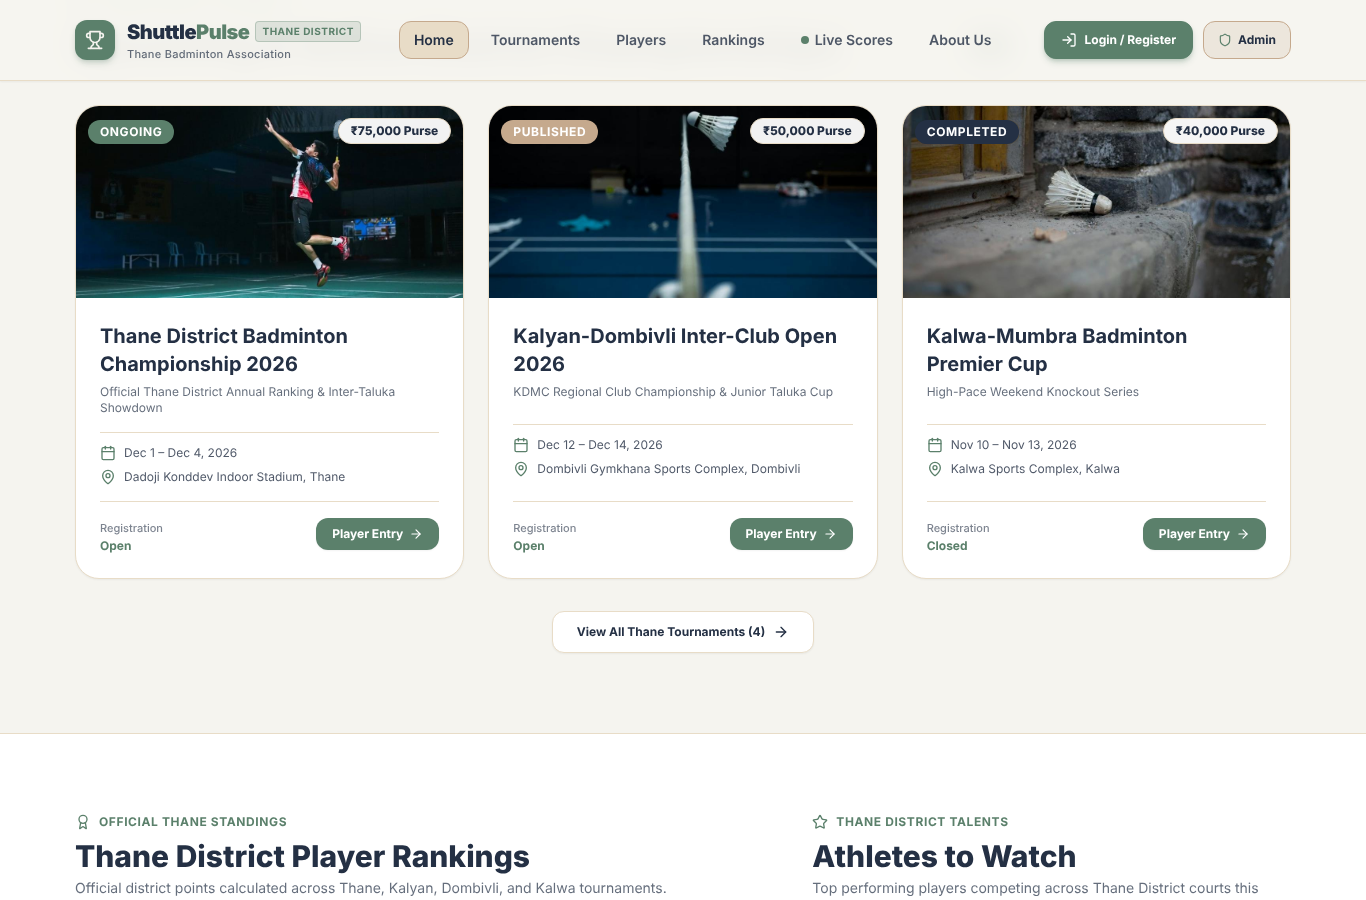 ShuttlePulse THANE DISTRICT
Thane Badminton Association
Home
Tournaments
Players
Rankings
Live Scores
About Us
Login / Register
Admin
ONGOING
₹75,000 Purse
Thane District Badminton
Championship 2026
Official Thane District Annual Ranking & Inter-Taluka
Showdown
Dec 1 – Dec 4, 2026
Dadoji Konddev Indoor Stadium, Thane
Registration
Open
Player Entry
PUBLISHED
₹50,000 Purse
Kalyan-Dombivli Inter-Club Open
2026
KDMC Regional Club Championship & Junior Taluka Cup
Dec 12 – Dec 14, 2026
Dombivli Gymkhana Sports Complex, Dombivli
Registration
Open
Player Entry
COMPLETED
₹40,000 Purse
Kalwa-Mumbra Badminton
Premier Cup
High-Pace Weekend Knockout Series
Nov 10 – Nov 13, 2026
Kalwa Sports Complex, Kalwa
Registration
Closed
Player Entry
View All Thane Tournaments (4)
OFFICIAL THANE STANDINGS
Thane District Player Rankings
Official district points calculated across Thane, Kalyan, Dombivli, and Kalwa tournaments.
THANE DISTRICT TALENTS
Athletes to Watch
Top performing players competing across Thane District courts this